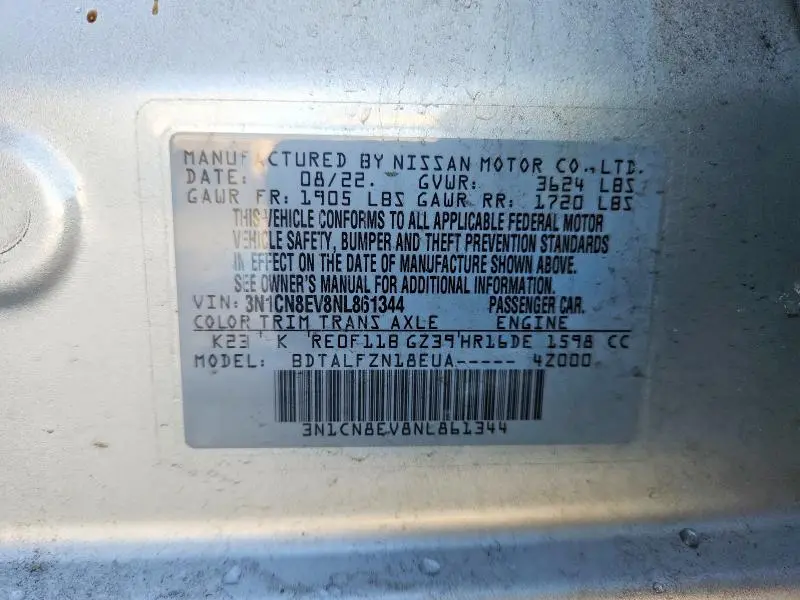 MANUFACTURED BY NISSAN MOTOR CO.,LTD.
DATE: 08/22. GVWR: 3624 LBS
GAWR FR: 1905 LBS GAWR RR: 1720 LBS
THIS VEHICLE CONFORMS TO ALL APPLICABLE FEDERAL MOTOR
VEHICLE SAFETY, BUMPER AND THEFT PREVENTION STANDARDS
IN EFFECT ON THE DATE OF MANUFACTURE SHOWN ABOVE.
SEE OWNER'S MANUAL FOR ADDITIONAL INFORMATION.
VIN: 3N1CN8EV8NL861344 PASSENGER CAR.
COLOR TRIM TRANS AXLE ENGINE
K23 K RE0F11B GZ39 HR16DE 1598 CC
MODEL: BDTALFZN18EUA----- 4Z000
3N1CN8EV8NL861344